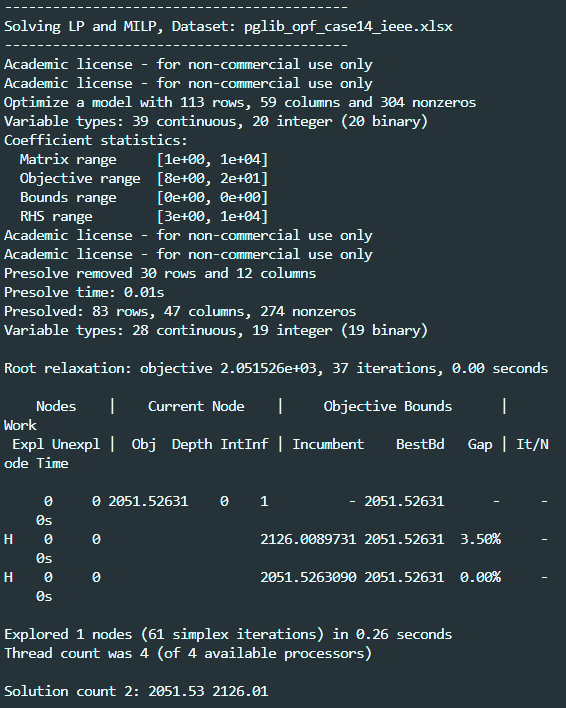 --------------------------------------------
Solving LP and MILP, Dataset: pglib_opf_case14_ieee.xlsx
--------------------------------------------
Academic license - for non-commercial use only
Academic license - for non-commercial use only
Optimize a model with 113 rows, 59 columns and 304 nonzeros
Variable types: 39 continuous, 20 integer (20 binary)
Coefficient statistics:
  Matrix range     [1e+00, 1e+04]
  Objective range  [8e+00, 2e+01]
  Bounds range     [0e+00, 0e+00]
  RHS range        [3e+00, 1e+04]
Academic license - for non-commercial use only
Academic license - for non-commercial use only
Presolve removed 30 rows and 12 columns
Presolve time: 0.01s
Presolved: 83 rows, 47 columns, 274 nonzeros
Variable types: 28 continuous, 19 integer (19 binary)

Root relaxation: objective 2.051526e+03, 37 iterations, 0.00 seconds

    Nodes    |    Current Node    |     Objective Bounds      |
Work
 Expl Unexpl |  Obj  Depth IntInf | Incumbent    BestBd   Gap | It/N
ode Time

     0     0 2051.52631    0    1          - 2051.52631      -     -
    0s
H    0     0                    2126.0089731 2051.52631  3.50%     -
    0s
H    0     0                    2051.5263090 2051.52631  0.00%     -
    0s

Explored 1 nodes (61 simplex iterations) in 0.26 seconds
Thread count was 4 (of 4 available processors)

Solution count 2: 2051.53 2126.01